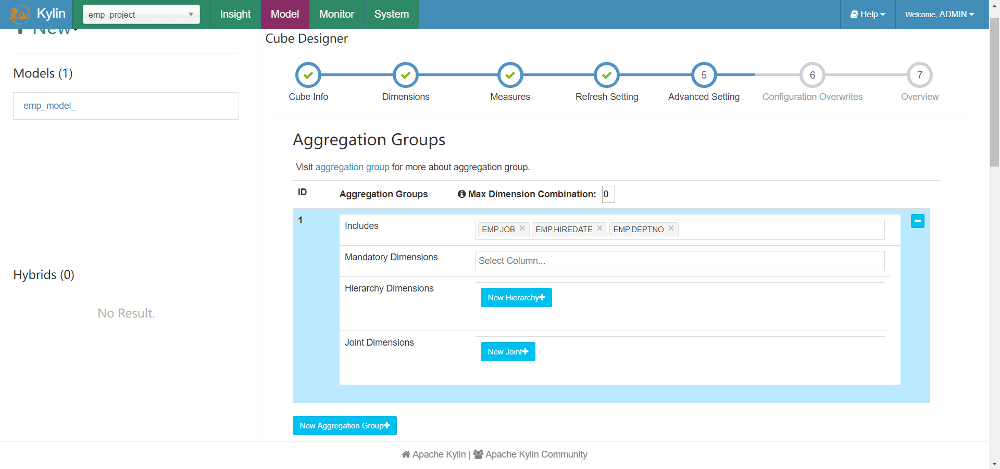 Kylin
emp_project
Insight
Model
Monitor
System
Help
Welcome, ADMIN
New
Models (1)
emp_model_
Hybrids (0)
No Result.
Cube Designer
5
6
7
Cube Info
Dimensions
Measures
Refresh Setting
Advanced Setting
Configuration Overwrites
Overview
Aggregation Groups
Visit aggregation group for more about aggregation group.
ID
Aggregation Groups
Max Dimension Combination:
0
1
Includes
EMP.JOB
EMP.HIREDATE
EMP.DEPTNO
Mandatory Dimensions
Select Column...
Hierarchy Dimensions
New Hierarchy
Joint Dimensions
New Joint
New Aggregation Group
Apache Kylin | Apache Kylin Community